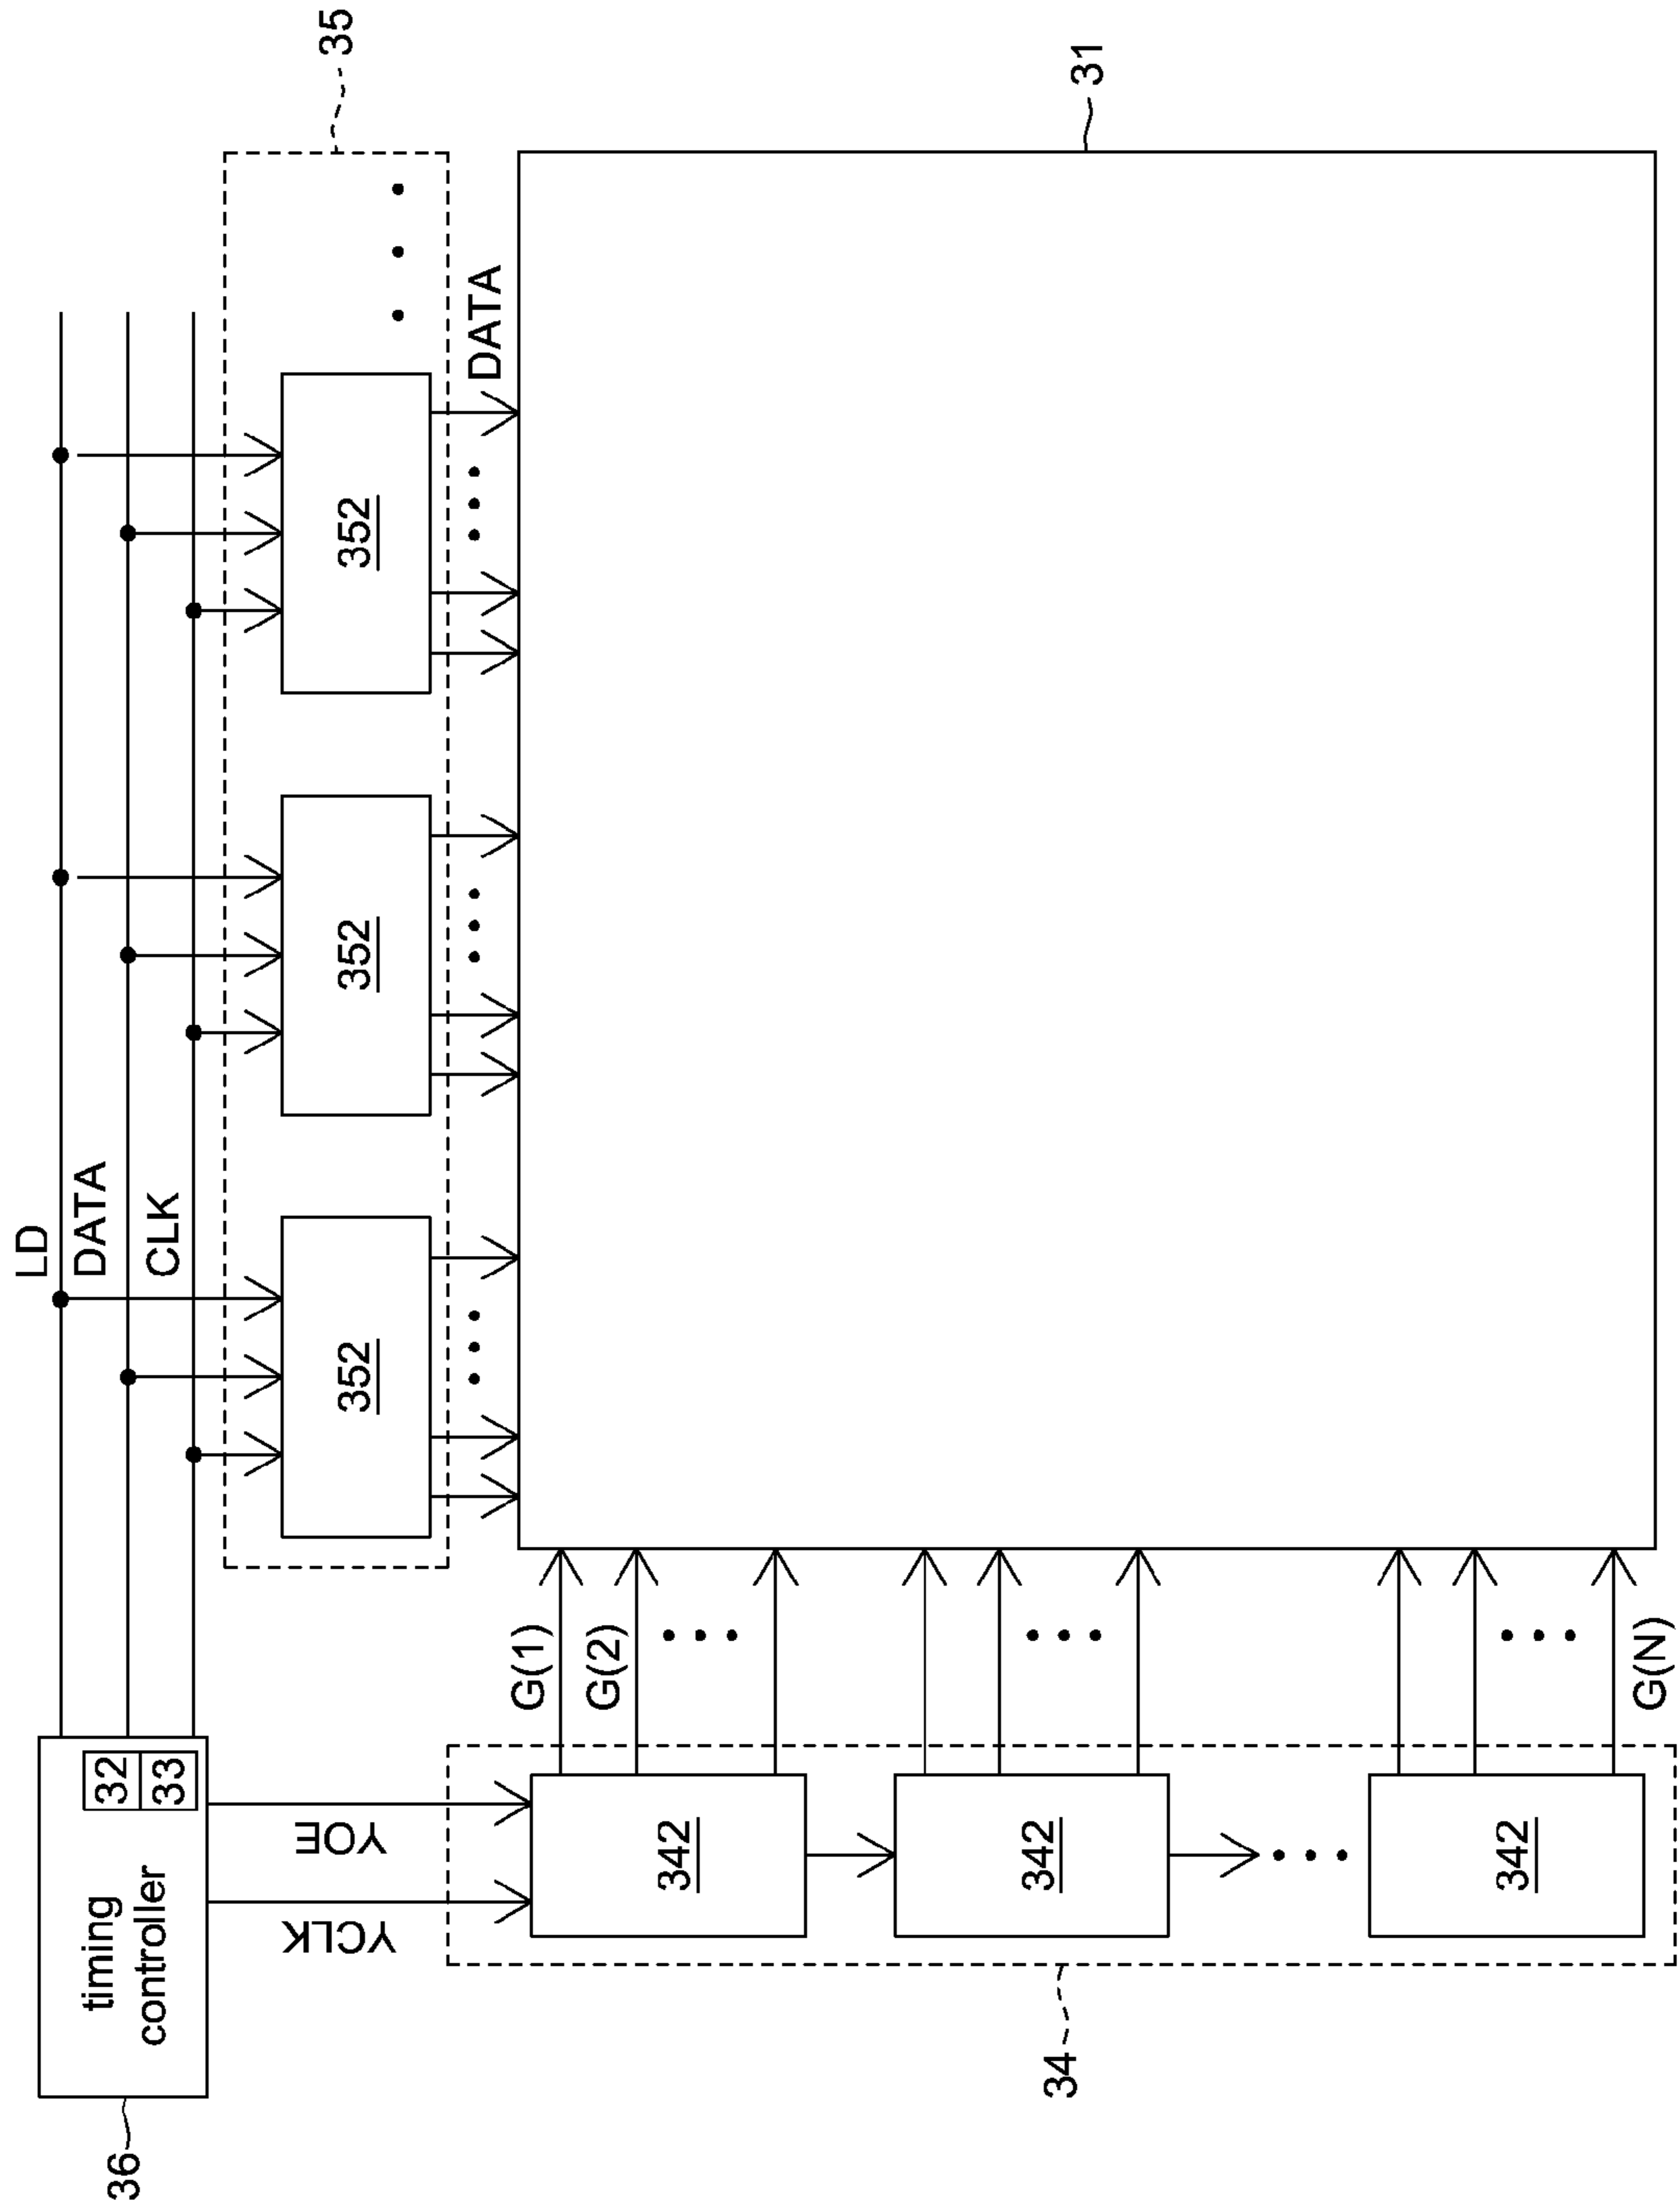 36
timing
controller
32
33
LD
DATA
CLK
35
YCLK
YOE
352
352
352
DATA
342
342
342
G(1)
G(2)
G(N)
34
31